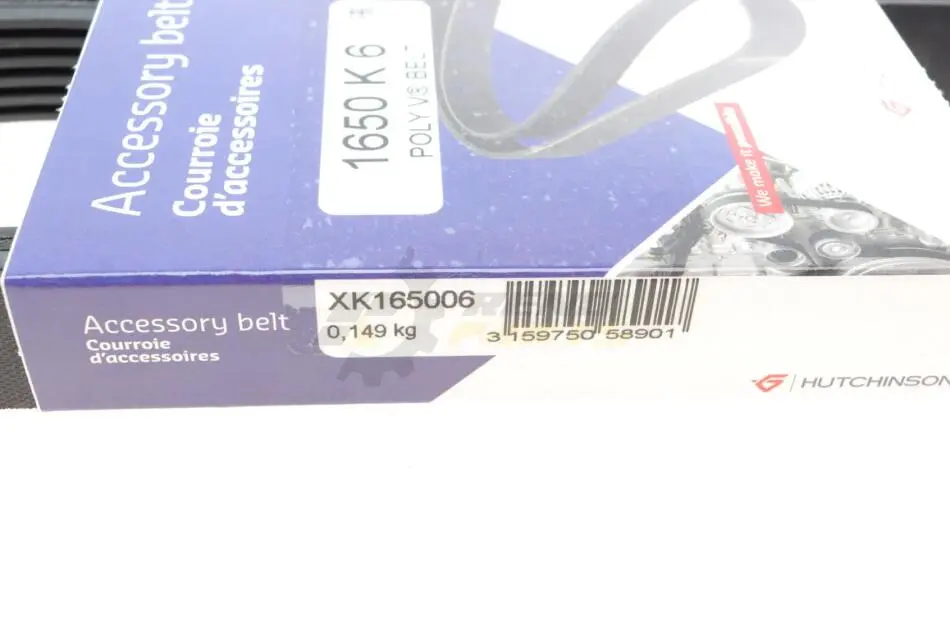 Accessory belt
Courroie
d'accessoires
1650 K 6
POLY V® BELT
We make it
XK165006
0,149 kg
3 159750 58901
Accessory belt
Courroie
d'accessoires
HUTCHINSON